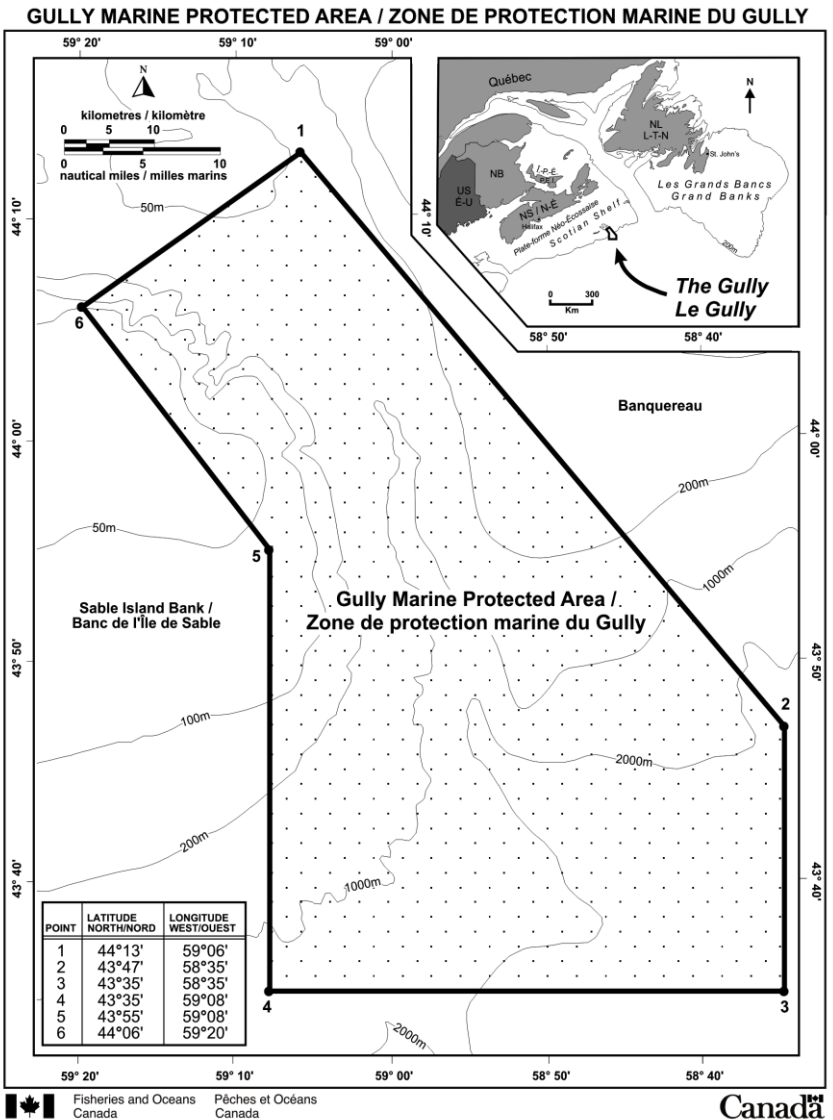 GULLY MARINE PROTECTED AREA / ZONE DE PROTECTION MARINE DU GULLY
59° 20'
59° 10'
59° 00'
N
kilometres / kilomètre
0 5 10
0 5 10
nautical miles / milles marins
1
50m
44° 10'
6
Québec
N
NL
L-T-N
St. John's
NB
I.-P.-E.
P.E.I.
US
É-U
NS / N-É
Halifax
Plate-forme Néo-Écossaise
Scotian Shelf
Les Grands Bancs
Grand Banks
200m
44° 10'
The Gully
Le Gully
0 300
Km
58° 50'
58° 40'
Banquereau
44° 00'
44° 00'
200m
50m
5
1000m
Sable Island Bank /
Banc de l'Île de Sable
Gully Marine Protected Area /
Zone de protection marine du Gully
43° 50'
43° 50'
2
100m
2000m
200m
43° 40'
43° 40'
1000m
POINT LATITUDE NORTH/NORD LONGITUDE WEST/OUEST
1 44°13' 59°06'
2 43°47' 58°35'
3 43°35' 58°35'
4 43°35' 59°08'
5 43°55' 59°08'
6 44°06' 59°20'
4
3
2000m
59° 20'
59° 10'
59° 00'
58° 50'
58° 40'
Fisheries and Oceans
Canada
Pêches et Océans
Canada
Canada